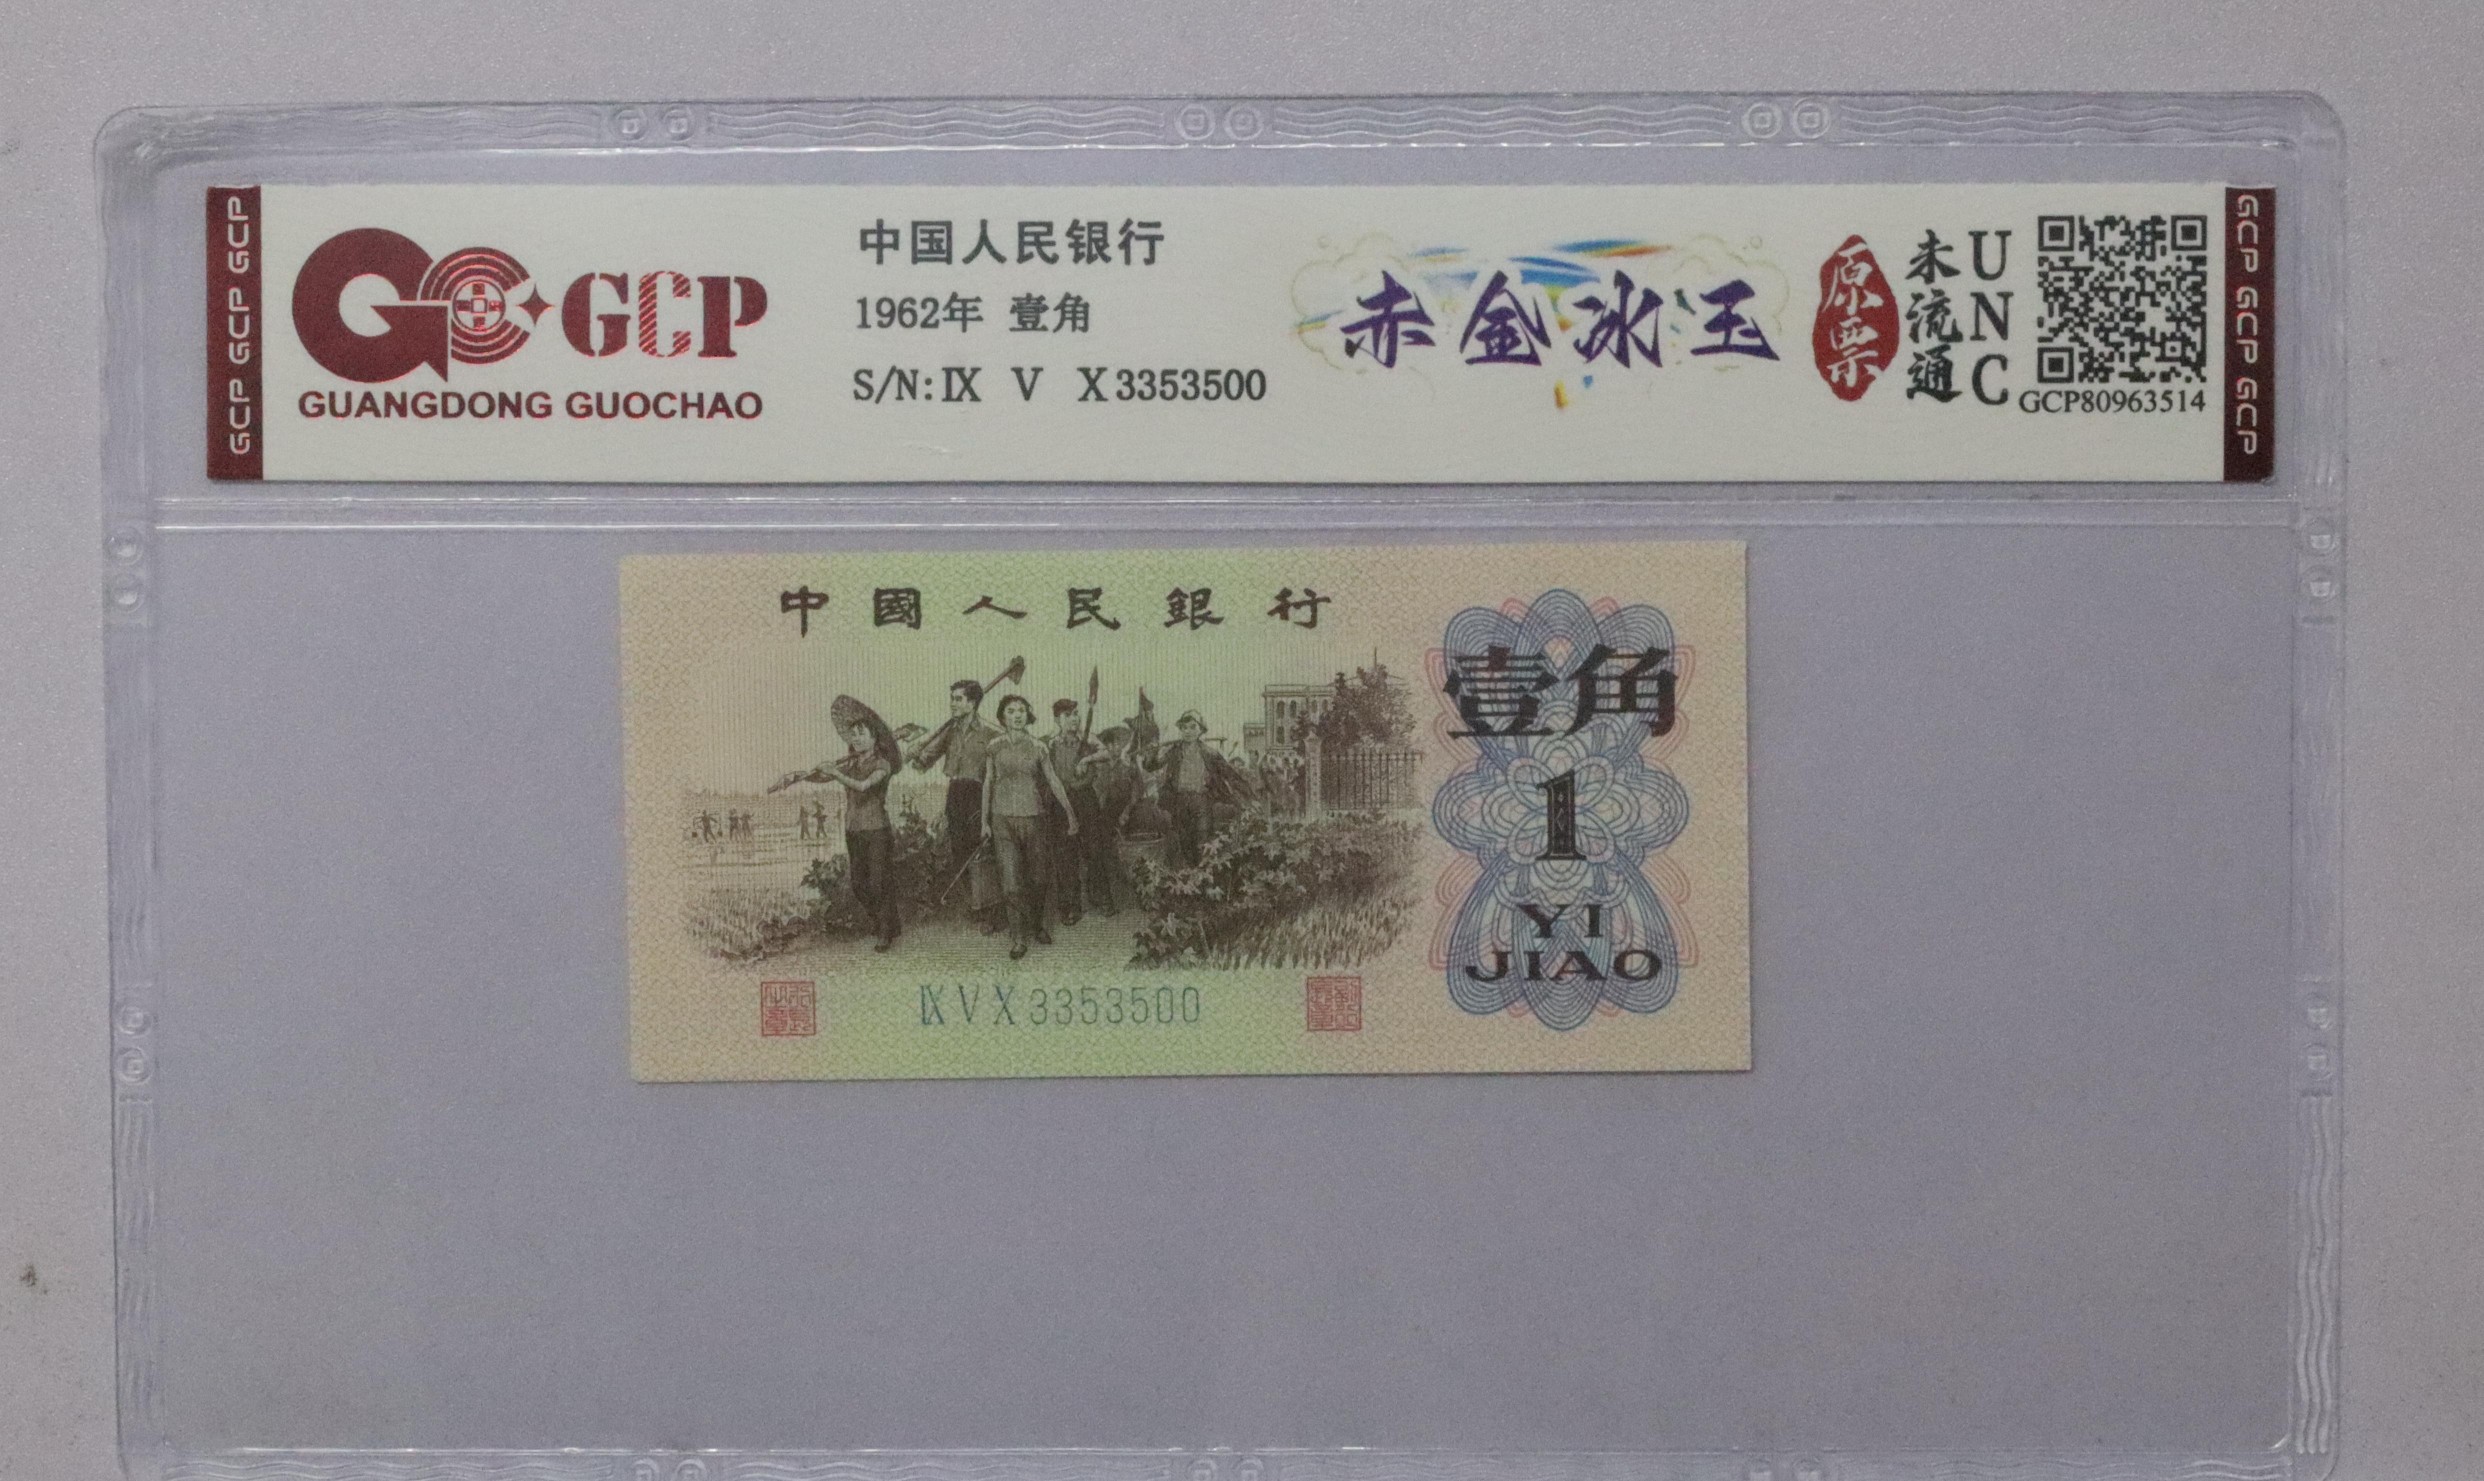 GCP GCP GCP
GCP
GUANGDONG GUOCHAO
中国人民银行
1962年 壹角
S/N: IX V X 3353500
赤金冰玉
原票
未流通
UNC
GCP80963514
GCP GCP GCP
中國人民銀行
壹角
1
YI
JIAO
IX V X 3353500